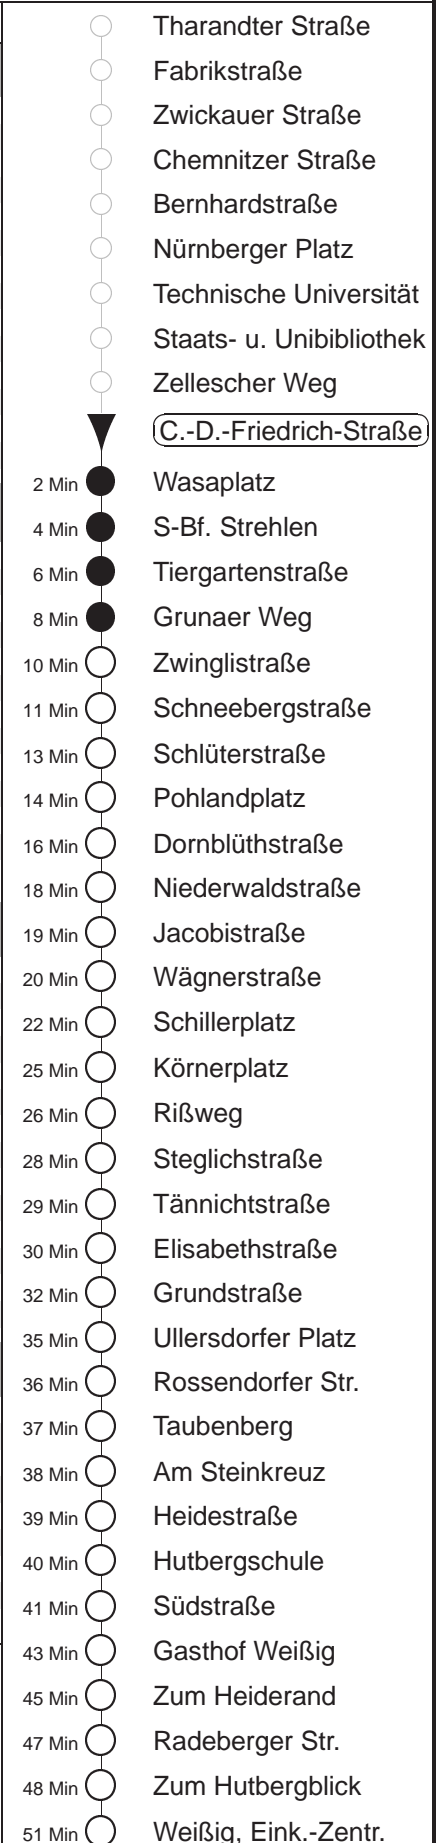 Tharandter Straße
Fabrikstraße
Zwickauer Straße
Chemnitzer Straße
Bernhardstraße
Nürnberger Platz
Technische Universität
Staats- u. Unibibliothek
Zellescher Weg
C.-D.-Friedrich-Straße
2 Min Wasaplatz
4 Min S-Bf. Strehlen
6 Min Tiergartenstraße
8 Min Grunaer Weg
10 Min Zwinglistraße
11 Min Schneebergstraße
13 Min Schlüterstraße
14 Min Pohlandplatz
16 Min Dornblüthstraße
18 Min Niederwaldstraße
19 Min Jacobistraße
20 Min Wägnerstraße
22 Min Schillerplatz
25 Min Körnerplatz
26 Min Rißweg
28 Min Steglichstraße
29 Min Tännichtstraße
30 Min Elisabethstraße
32 Min Grundstraße
35 Min Ullersdorfer Platz
36 Min Rossendorfer Str.
37 Min Taubenberg
38 Min Am Steinkreuz
39 Min Heidestraße
40 Min Hutbergschule
41 Min Südstraße
43 Min Gasthof Weißig
45 Min Zum Heiderand
47 Min Radeberger Str.
48 Min Zum Hutbergblick
51 Min Weißig, Eink.-Zentr.